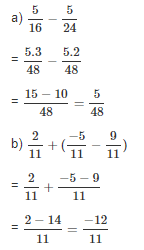 a) 5/16 − 5/24
= 5.3/48 − 5.2/48
= 15 − 10/48 = 5/48
b) 2/11 + (−5/11 − 9/11)
= 2/11 + −5 − 9/11
= 2 − 14/11 = −12/11